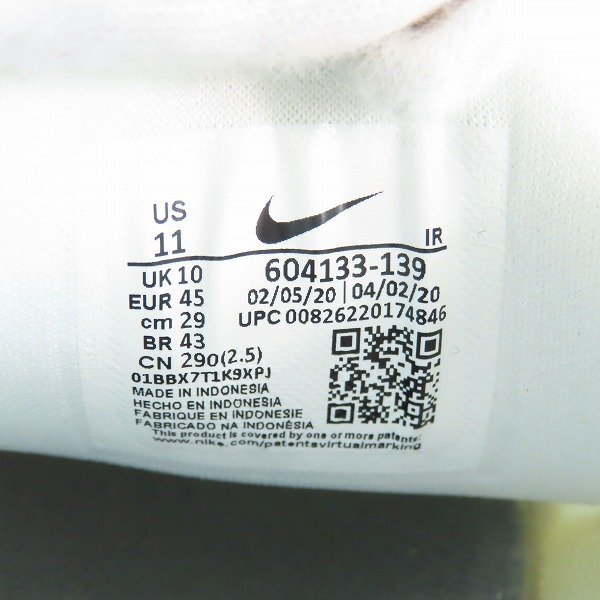 US
11
IR
UK 10
EUR 45
cm 29
BR 43
CN 290(2.5)
604133-139
02/05/20 | 04/02/20
UPC 00826220174846
01BBX7T1K9XPJ
MADE IN INDONESIA
HECHO EN INDONESIA
FABRIQUE EN INDONESIE
FABRICADO NA INDONÉSIA
This product is covered by one or more patents:
www.nike.com/patentsvirtualmarking